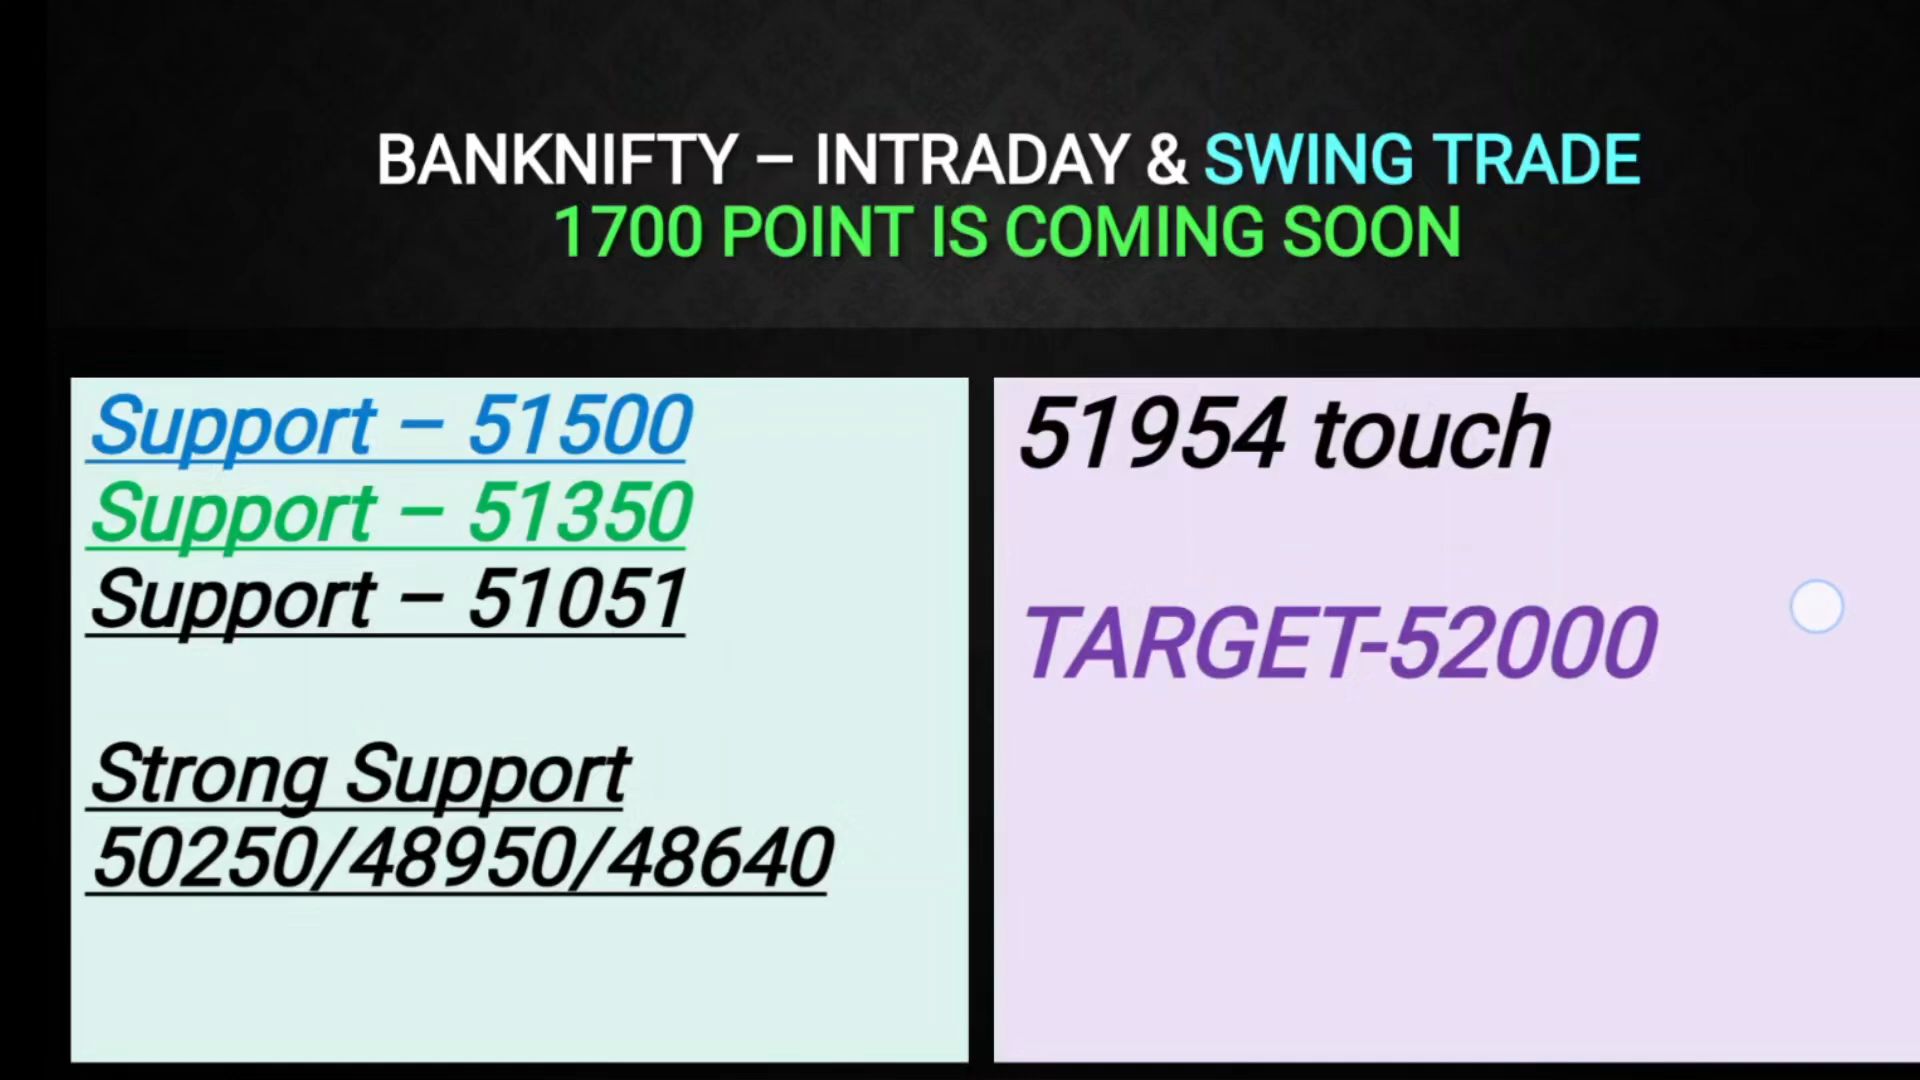 BANKNIFTY – INTRADAY & SWING TRADE
1700 POINT IS COMING SOON
Support – 51500
Support – 51350
Support – 51051
Strong Support
50250/48950/48640
51954 touch
TARGET-52000